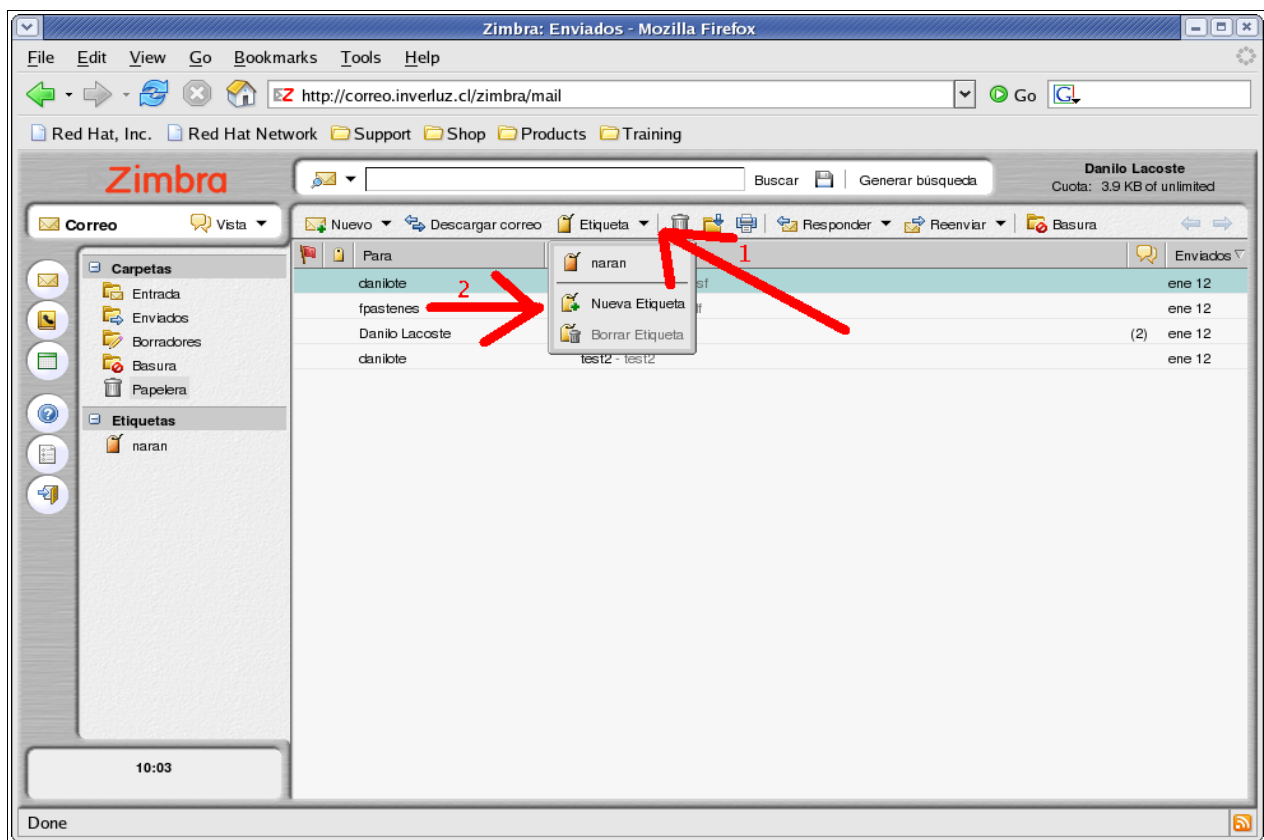 Zimbra: Enviados - Mozilla Firefox
File Edit View Go Bookmarks Tools Help
http://correo.inverluz.cl/zimbra/mail Go
Red Hat, Inc. Red Hat Network Support Shop Products Training
Zimbra Buscar Generar búsqueda Danilo Lacoste
Cuota: 3.9 KB of unlimited
Correo Vista Nuevo Descargar correo Etiqueta Responder Reenviar Basura
Para Enviados
Carpetas
Entrada
Enviados
Borradores
Basura
Papelera
Etiquetas
naran
danilote ene 12
fpastenes ene 12
Danilo Lacoste (2) ene 12
danilote test2 - test2 ene 12
naran
Nueva Etiqueta
Borrar Etiqueta
1
2
10:03
Done